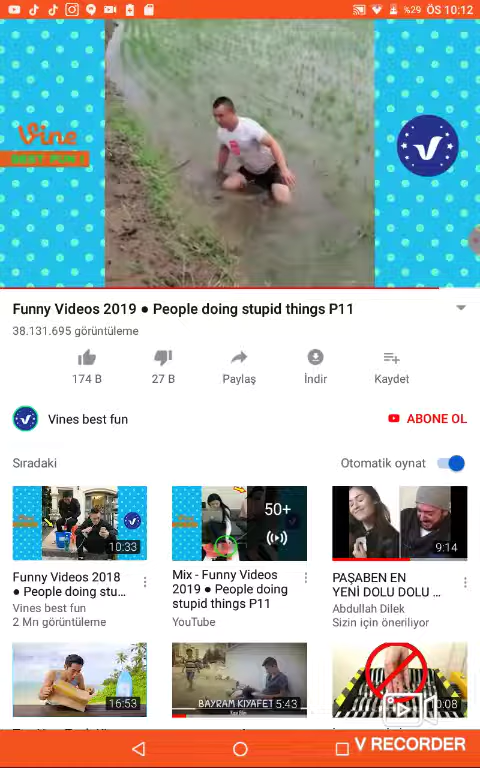 %29 ÖS 10:12
Vine
BEST FUN !
Funny Videos 2019 ● People doing stupid things P11
38.131.695 görüntüleme
174 B
27 B
Paylaş
İndir
Kaydet
Vines best fun
ABONE OL
Sıradaki
Otomatik oynat
10:33
50+
9:14
Funny Videos 2018
● People doing stu...
Vines best fun
2 Mn görüntüleme
Mix - Funny Videos
2019 ● People doing
stupid things P11
YouTube
PAŞABEN EN
YENİ DOLU DOLU ...
Abdullah Dilek
Sizin için öneriliyor
16:53
BAYRAM KIYAFET
5:43
0:08
V RECORDER